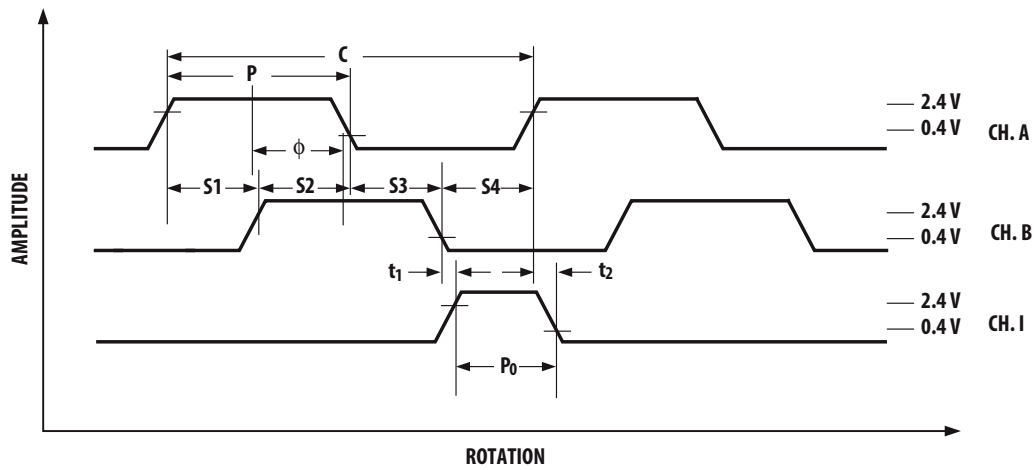 C
P
2.4 V
0.4 V
CH. A
ϕ
S1 S2 S3 S4
2.4 V
0.4 V
CH. B
AMPLITUDE
t1 t2
2.4 V
0.4 V
CH. I
P0
ROTATION